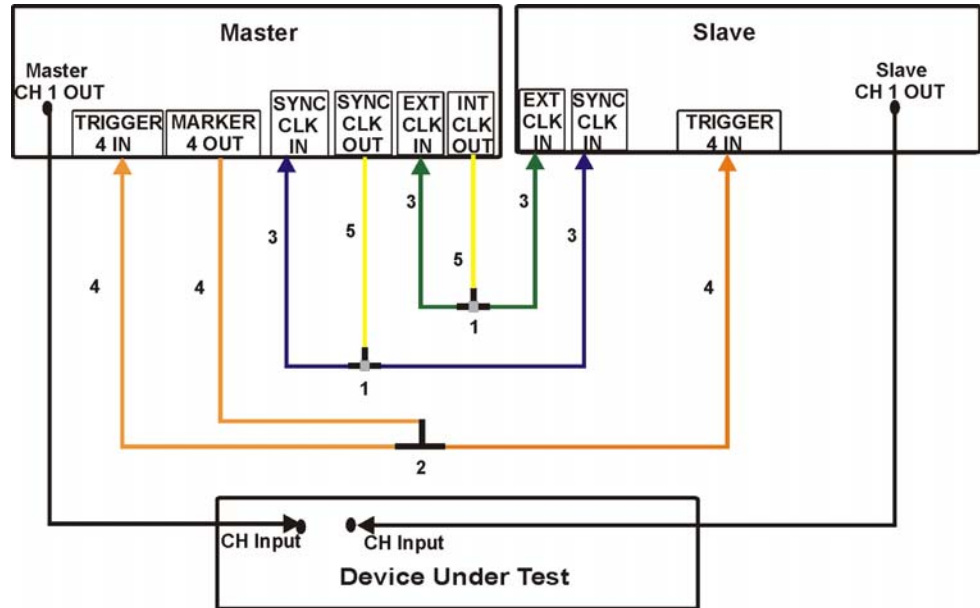 Master
Slave
Master
CH 1 OUT
TRIGGER
4 IN
MARKER
4 OUT
SYNC
CLK
IN
SYNC
CLK
OUT
EXT
CLK
IN
INT
CLK
OUT
EXT
CLK
IN
SYNC
CLK
IN
TRIGGER
4 IN
Slave
CH 1 OUT
3
5
3
3
3
5
4
4
4
1
1
2
CH Input
CH Input
Device Under Test